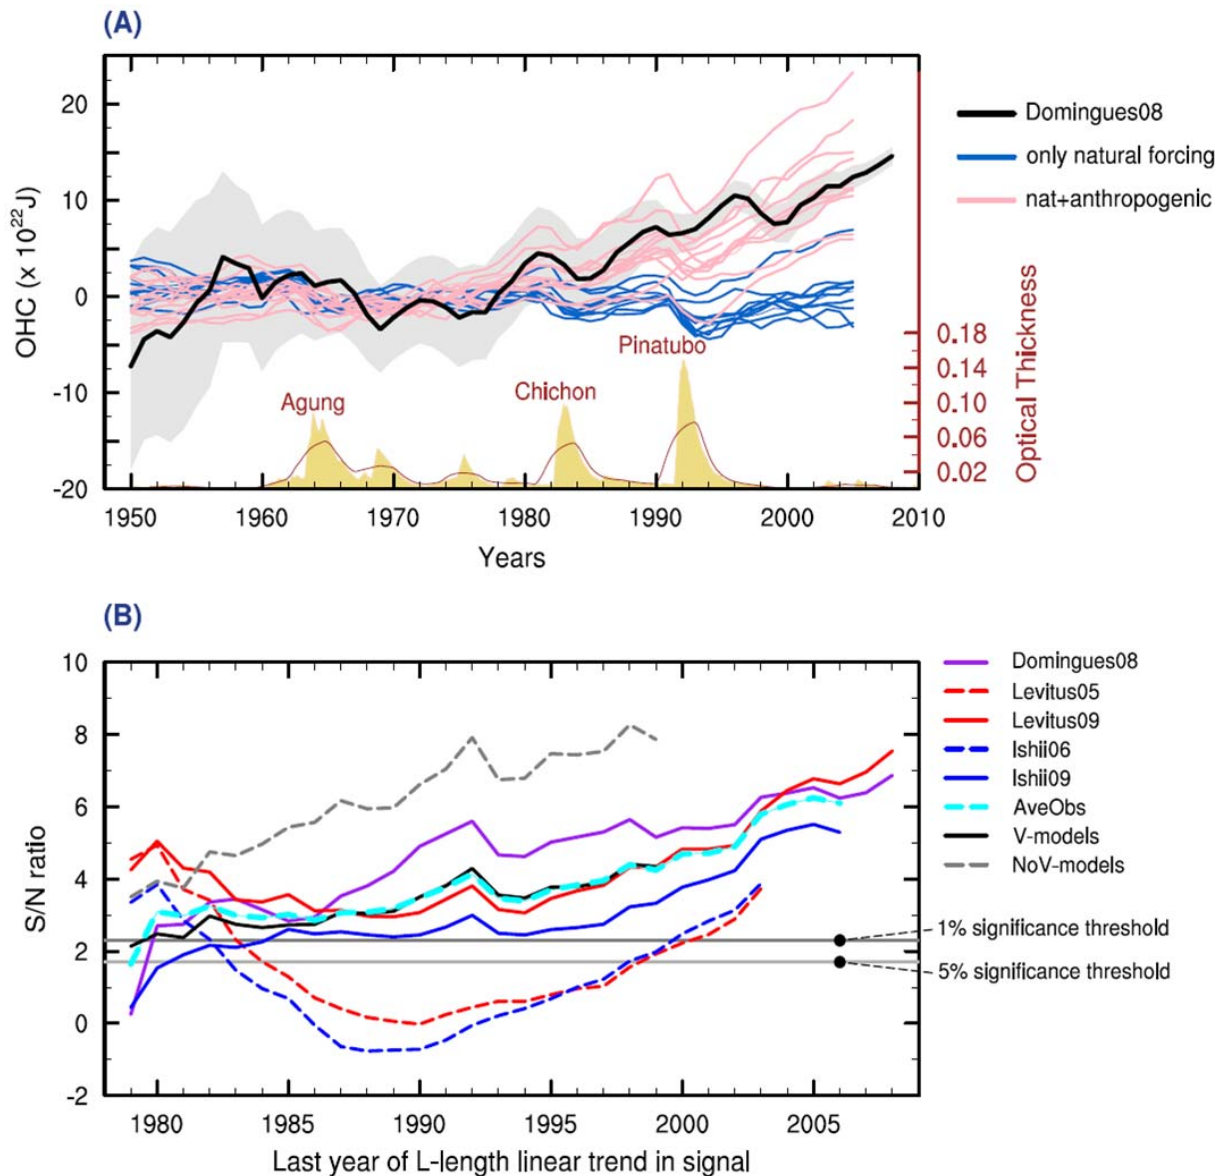 (A)
20
10
0
-10
-20
OHC (x 10²²J)
1950
1960
1970
1980
1990
2000
2010
Years
Agung
Chichon
Pinatubo
0.18
0.14
0.10
0.06
0.02
Optical Thickness
Domingues08
only natural forcing
nat+anthropogenic
(B)
10
8
6
4
2
0
-2
S/N ratio
1980
1985
1990
1995
2000
2005
Last year of L-length linear trend in signal
Domingues08
Levitus05
Levitus09
Ishii06
Ishii09
AveObs
V-models
NoV-models
1% significance threshold
5% significance threshold